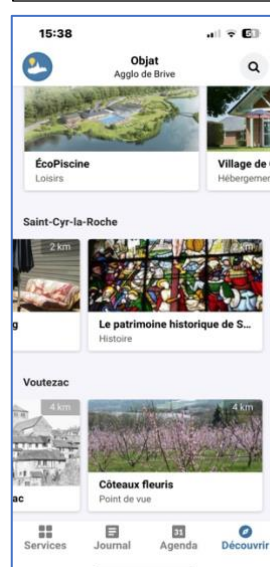 15:38
51
Objat
Agglo de Brive
ÉcoPiscine
Loisirs
Village de
Hébergemen
Saint-Cyr-la-Roche
2 km
2 km
g
Le patrimoine historique de S...
Histoire
Voutezac
4 km
4 km
ac
Côteaux fleuris
Point de vue
31
Services
Journal
Agenda
Découvrir